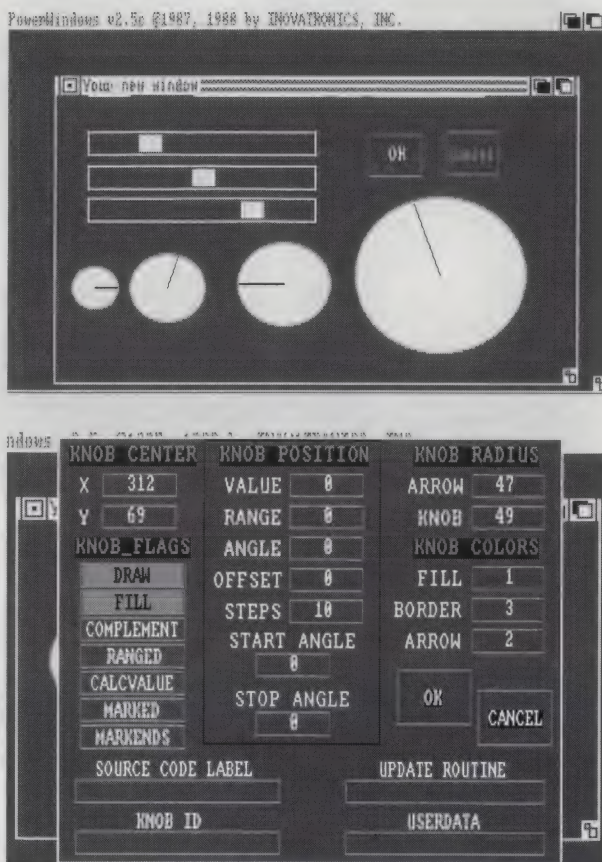 PowerWindows v2.5c @1987, 1988 by INOVATRONICS, INC.
Your new window
OK
ndows
KNOB CENTER
X 312
Y 69
KNOB_FLAGS
DRAW
FILL
COMPLEMENT
RANGED
CALCVALUE
MARKED
MARKENDS
KNOB POSITION
VALUE 0
RANGE 0
ANGLE 0
OFFSET 0
STEPS 10
START ANGLE
0
STOP ANGLE
0
KNOB RADIUS
ARROW 47
KNOB 49
KNOB COLORS
FILL 1
BORDER 3
ARROW 2
OK
CANCEL
SOURCE CODE LABEL
UPDATE ROUTINE
KNOB ID
USERDATA